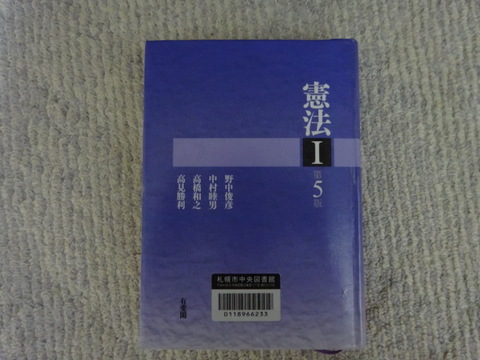 憲法
I
第5版
野中俊彦
中村睦男
高橋和之
高見勝利
有斐閣
札幌市中央図書館
0118966233